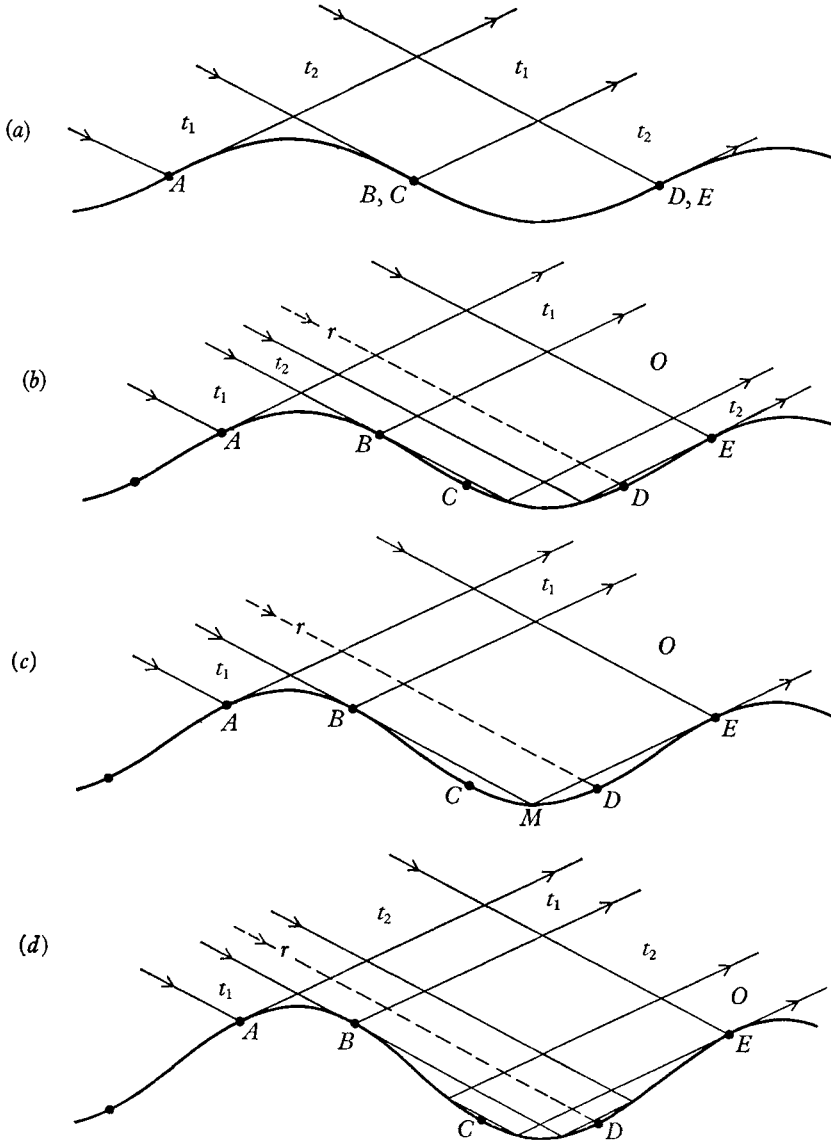 t₂ t₁
(a) t₁ t₂
A B, C D, E
t₁
r
(b) t₂ O
t₁ t₂
A B E
C D
t₁
r O
(c) t₁
A B E
C D
M
t₂ t₁
(d) r t₂
t₁ O
A B E
C D